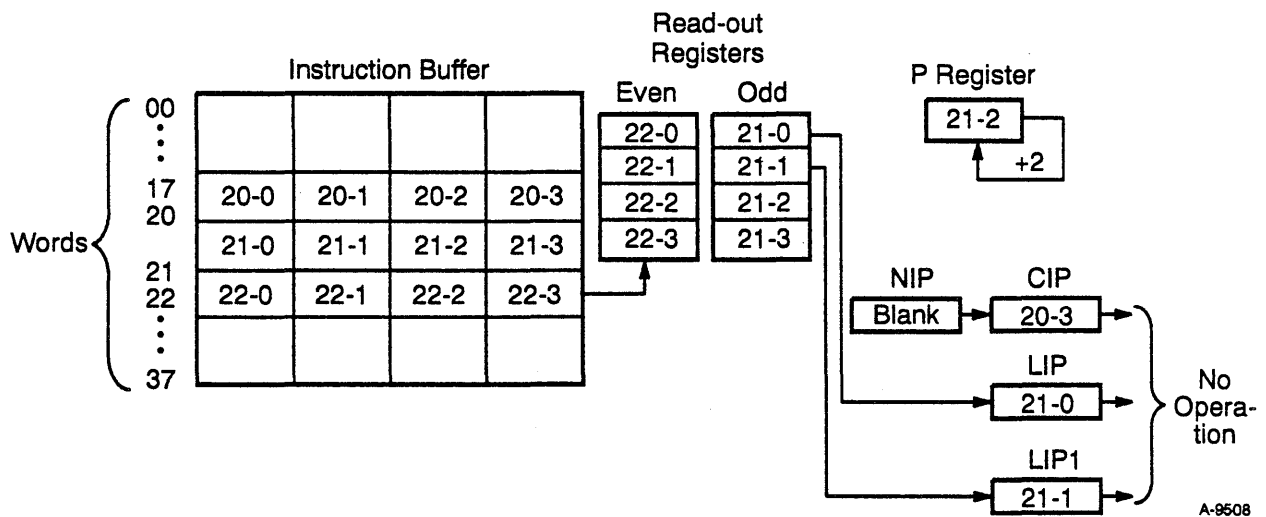 Read-out
Registers
Instruction Buffer
Even
Odd
P Register
Words
00
17
20
21
22
37
20-0 20-1 20-2 20-3
21-0 21-1 21-2 21-3
22-0 22-1 22-2 22-3
22-0
22-1
22-2
22-3
21-0
21-1
21-2
21-3
21-2
+2
NIP
Blank
CIP
20-3
LIP
21-0
LIP1
21-1
No
Opera-
tion
A-9508